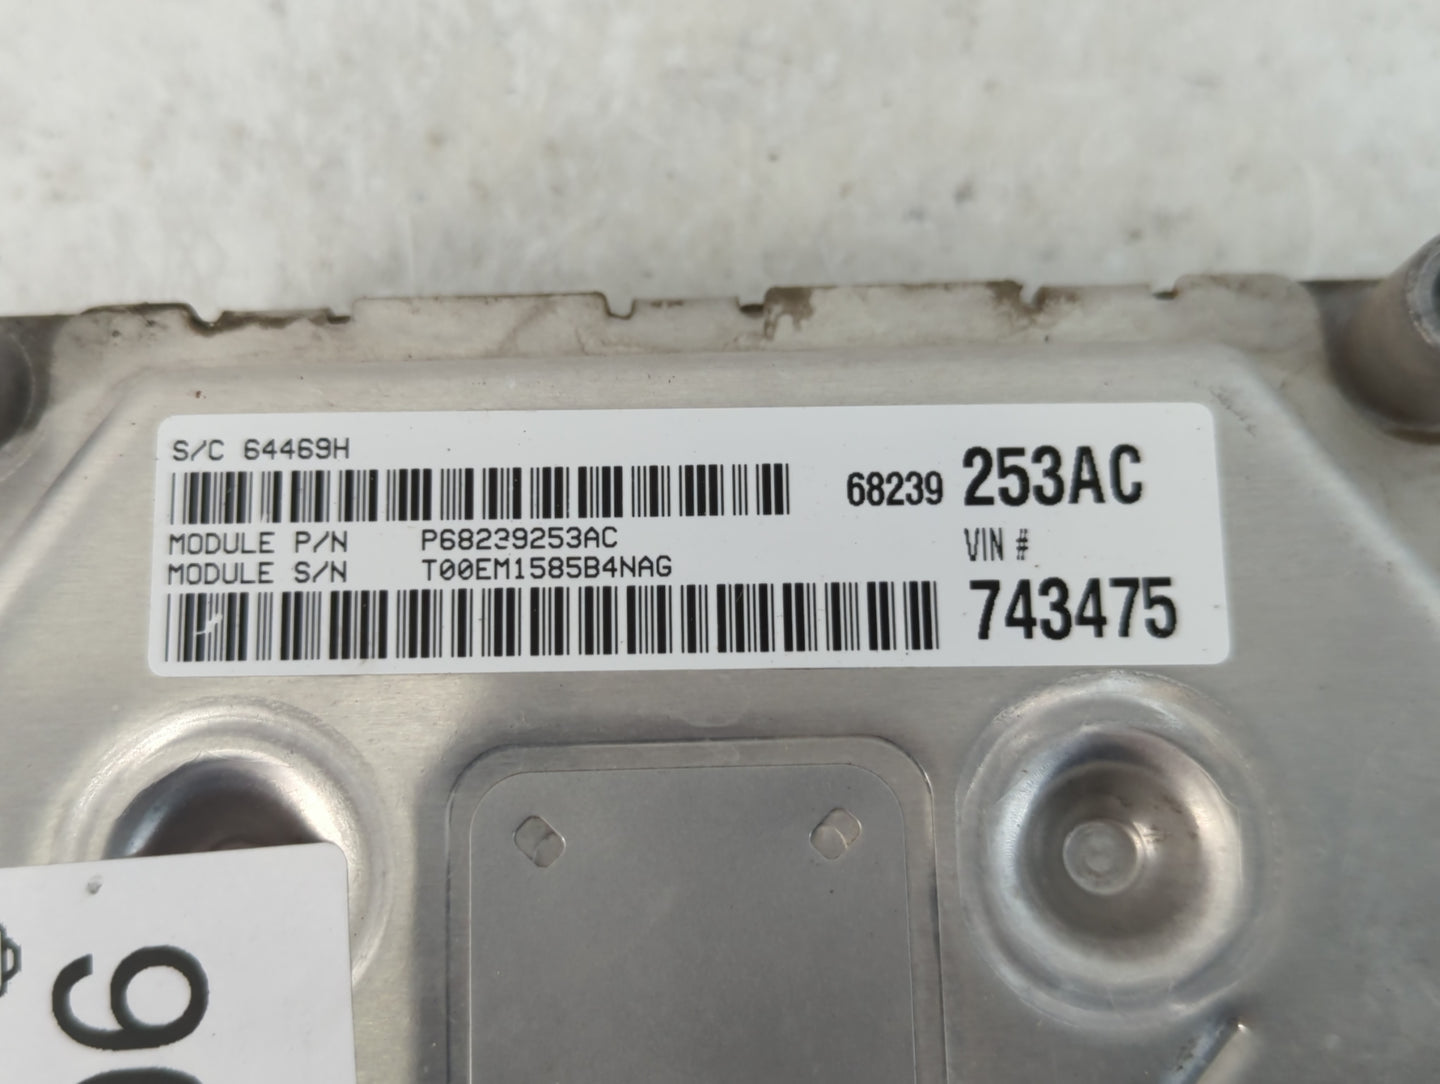 S/C 64469H
68239 253AC
MODULE P/N P68239253AC
VIN #
MODULE S/N T00EM1585B4NAG
743475